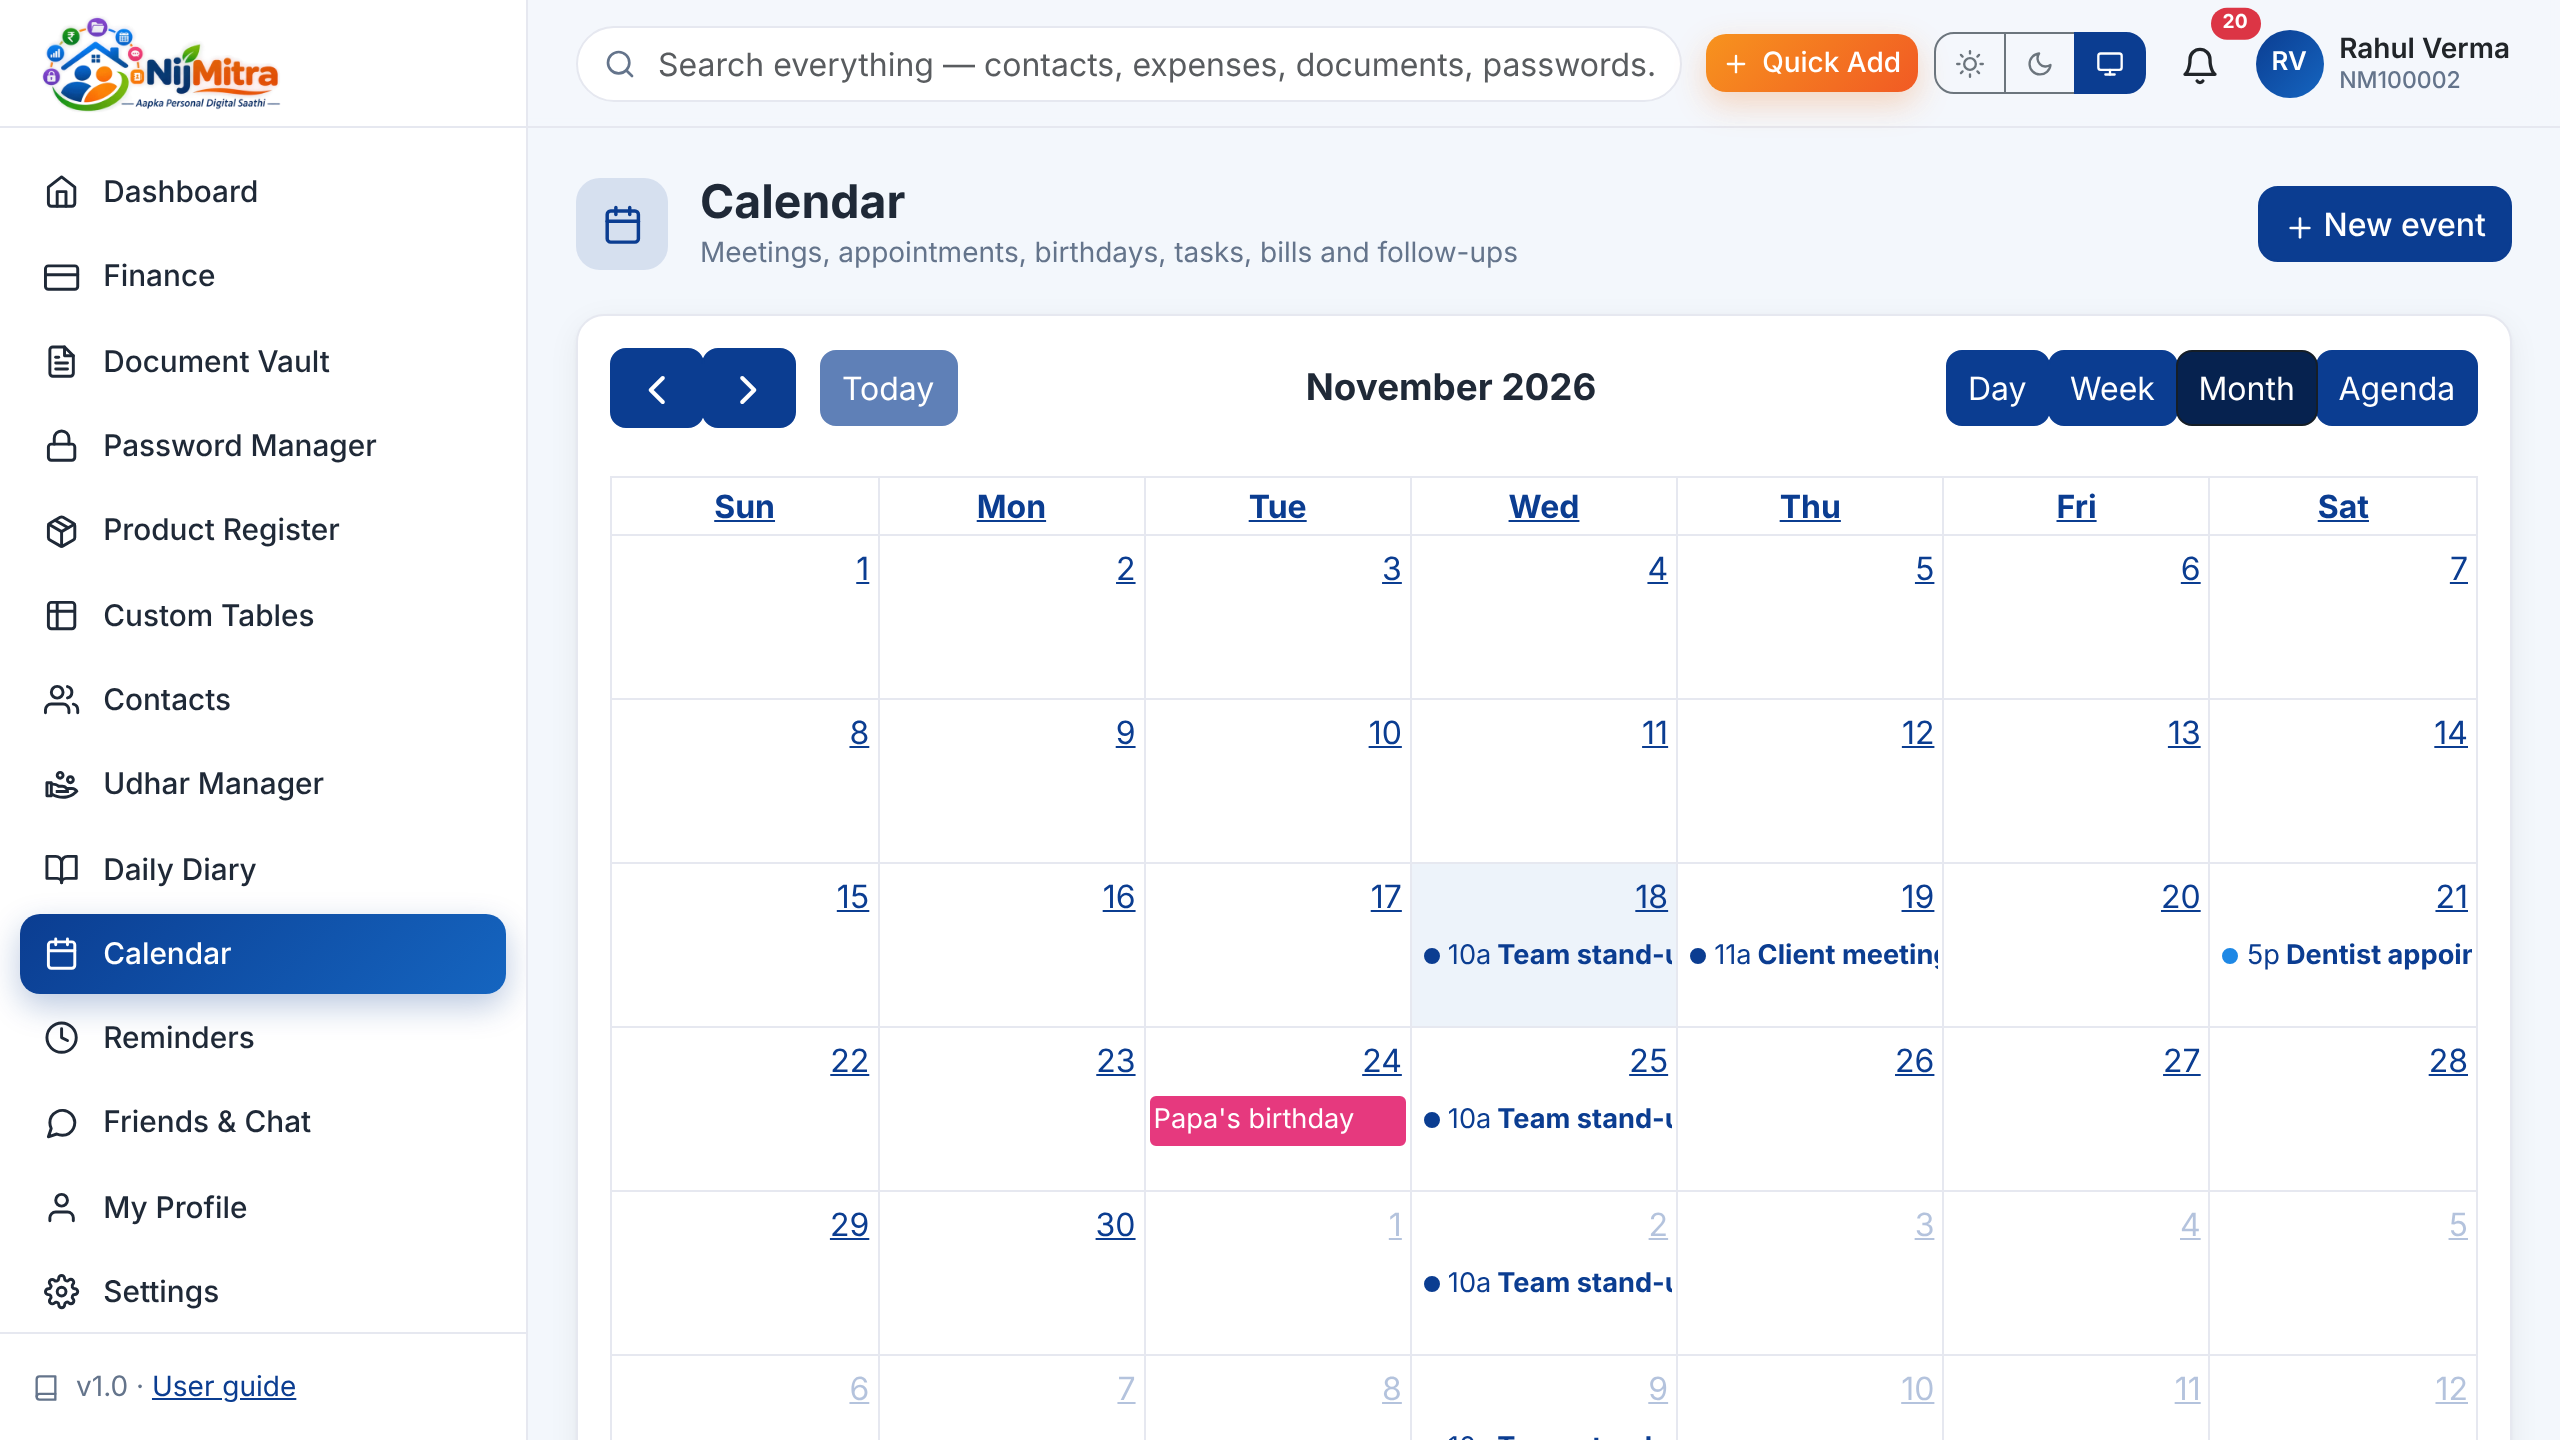 NijMitra
Aapka Personal Digital Saathi
Search everything — contacts, expenses, documents, passwords.
+ Quick Add
20
RV
Rahul Verma
NM100002
Dashboard
Finance
Document Vault
Password Manager
Product Register
Custom Tables
Contacts
Udhar Manager
Daily Diary
Calendar
Reminders
Friends & Chat
My Profile
Settings
v1.0 · User guide
Calendar
Meetings, appointments, birthdays, tasks, bills and follow-ups
+ New event
Today
November 2026
Day Week Month Agenda
Sun Mon Tue Wed Thu Fri Sat
1 2 3 4 5 6 7
8 9 10 11 12 13 14
15 16 17 18 19 20 21
10a Team stand-u 11a Client meeting 5p Dentist appoin
22 23 24 25 26 27 28
Papa's birthday 10a Team stand-u
29 30 1 2 3 4 5
10a Team stand-u
6 7 8 9 10 11 12